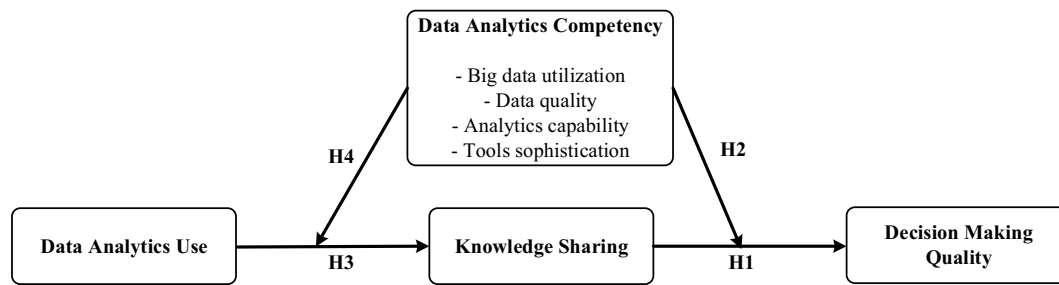 Data Analytics Competency
- Big data utilization
- Data quality
- Analytics capability
- Tools sophistication
H4
H2
Data Analytics Use
H3
Knowledge Sharing
H1
Decision Making
Quality